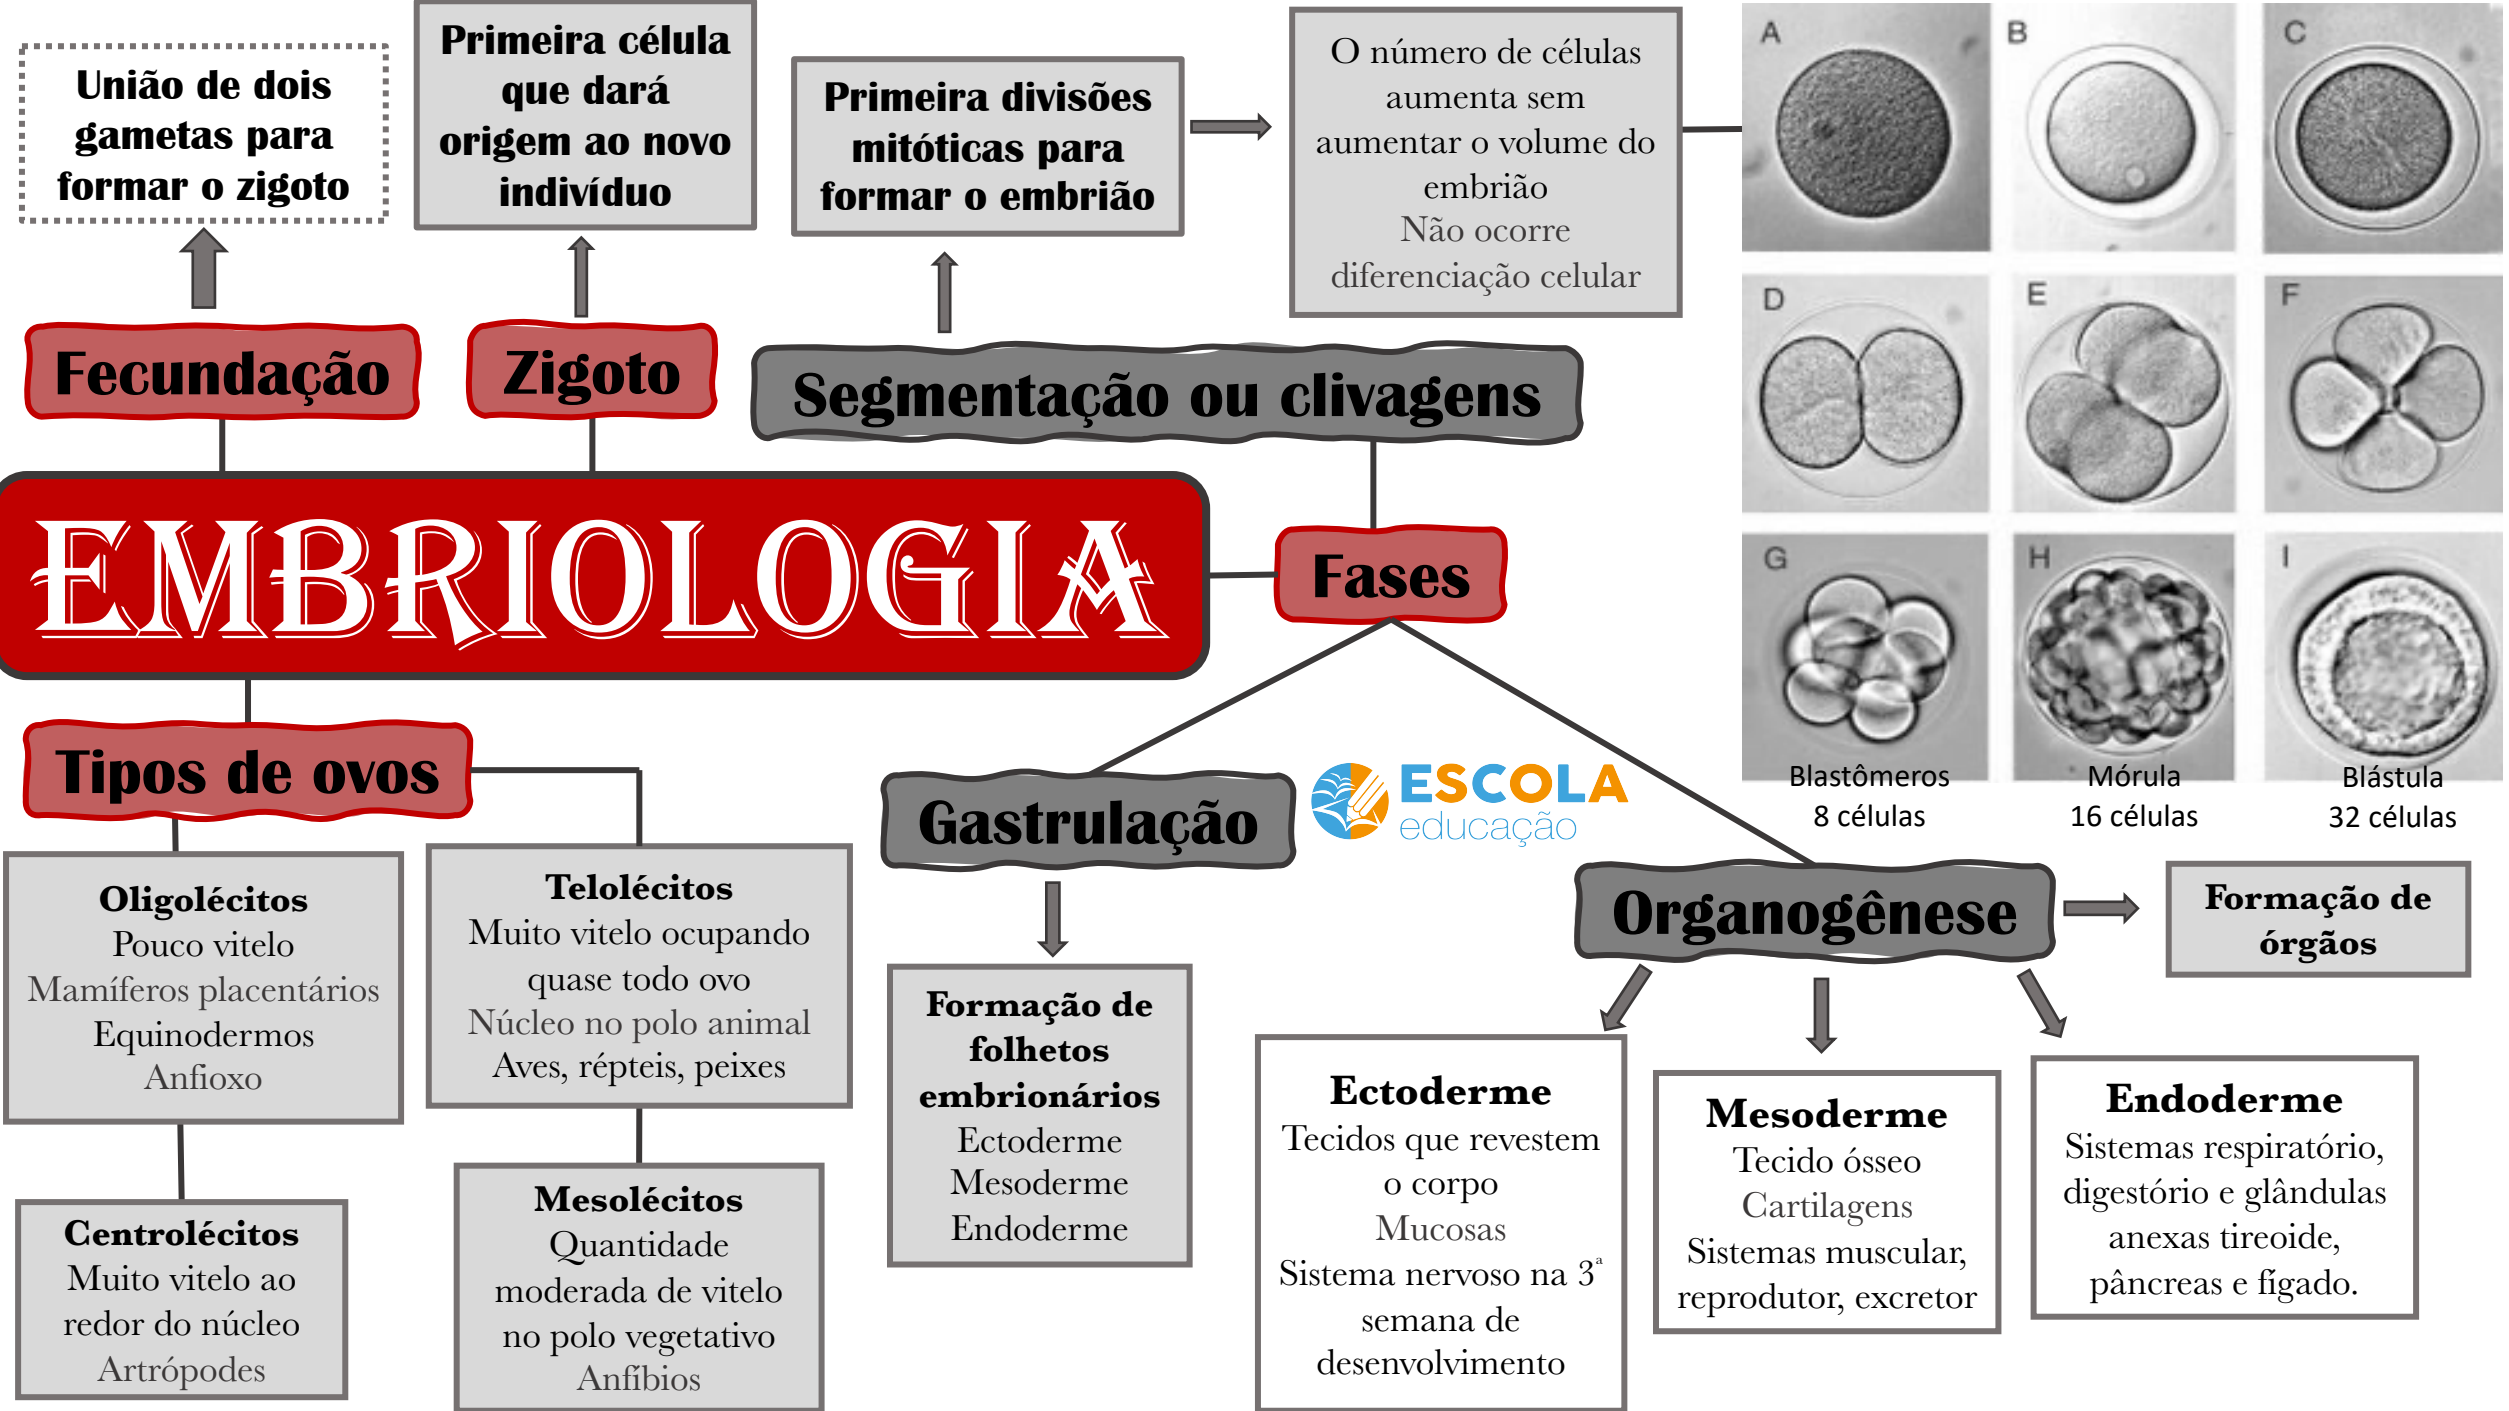 União de dois
gametas para
formar o zigoto
Primeira célula
que dará
origem ao novo
indivíduo
Primeira divisões
mitóticas para
formar o embrião
O número de células
aumenta sem
aumentar o volume do
embrião
Não ocorre
diferenciação celular
A
B
C
D
E
F
G
H
I
Blastômeros
8 células
Mórula
16 células
Blástula
32 células
Fecundação
Zigoto
Segmentação ou clivagens
EMBRIOLOGIA
Fases
Tipos de ovos
Oligolécitos
Pouco vitelo
Mamíferos placentários
Equinodermos
Anfioxo
Telolécitos
Muito vitelo ocupando
quase todo ovo
Núcleo no polo animal
Aves, répteis, peixes
Centrolécitos
Muito vitelo ao
redor do núcleo
Artrópodes
Mesolécitos
Quantidade
moderada de vitelo
no polo vegetativo
Anfíbios
Gastrulação
ESCOLA
educação
Formação de
folhetos
embrionários
Ectoderme
Mesoderme
Endoderme
Organogênese
Formação de
órgãos
Ectoderme
Tecidos que revestem
o corpo
Mucosas
Sistema nervoso na 3ª
semana de
desenvolvimento
Mesoderme
Tecido ósseo
Cartilagens
Sistemas muscular,
reprodutor, excretor
Endoderme
Sistemas respiratório,
digestório e glândulas
anexas tireoide,
pâncreas e fígado.